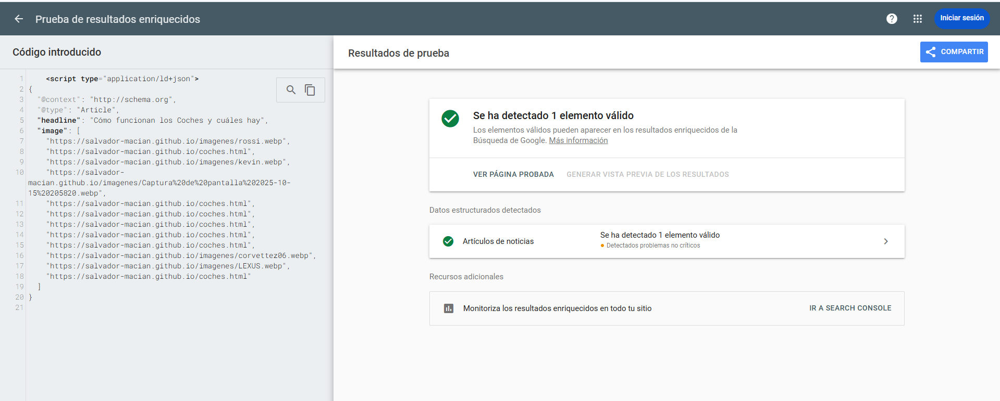 Prueba de resultados enriquecidos
Iniciar sesión
Código introducido
1 <script type="application/ld+json">
2 {
3 "@context": "http://schema.org",
4 "@type": "Article",
5 "headline": "Cómo funcionan los Coches y cuáles hay",
6 "image": [
7 "https://salvador-macian.github.io/imagenes/rossi.webp",
8 "https://salvador-macian.github.io/coches.html",
9 "https://salvador-macian.github.io/imagenes/kevin.webp",
10 "https://salvador-
macian.github.io/imagenes/Captura%20de%20pantalla%202025-10-
15%20205820.webp",
11 "https://salvador-macian.github.io/coches.html",
12 "https://salvador-macian.github.io/coches.html",
13 "https://salvador-macian.github.io/coches.html",
14 "https://salvador-macian.github.io/coches.html",
15 "https://salvador-macian.github.io/coches.html",
16 "https://salvador-macian.github.io/imagenes/corvettez06.webp",
17 "https://salvador-macian.github.io/imagenes/LEXUS.webp",
18 "https://salvador-macian.github.io/coches.html"
19 ]
20 }
21
Resultados de prueba
COMPARTIR
Se ha detectado 1 elemento válido
Los elementos válidos pueden aparecer en los resultados enriquecidos de la
Búsqueda de Google. Más información
VER PÁGINA PROBADA GENERAR VISTA PREVIA DE LOS RESULTADOS
Datos estructurados detectados
Artículos de noticias
Se ha detectado 1 elemento válido
Detectados problemas no críticos
Recursos adicionales
Monitoriza los resultados enriquecidos en todo tu sitio
IR A SEARCH CONSOLE